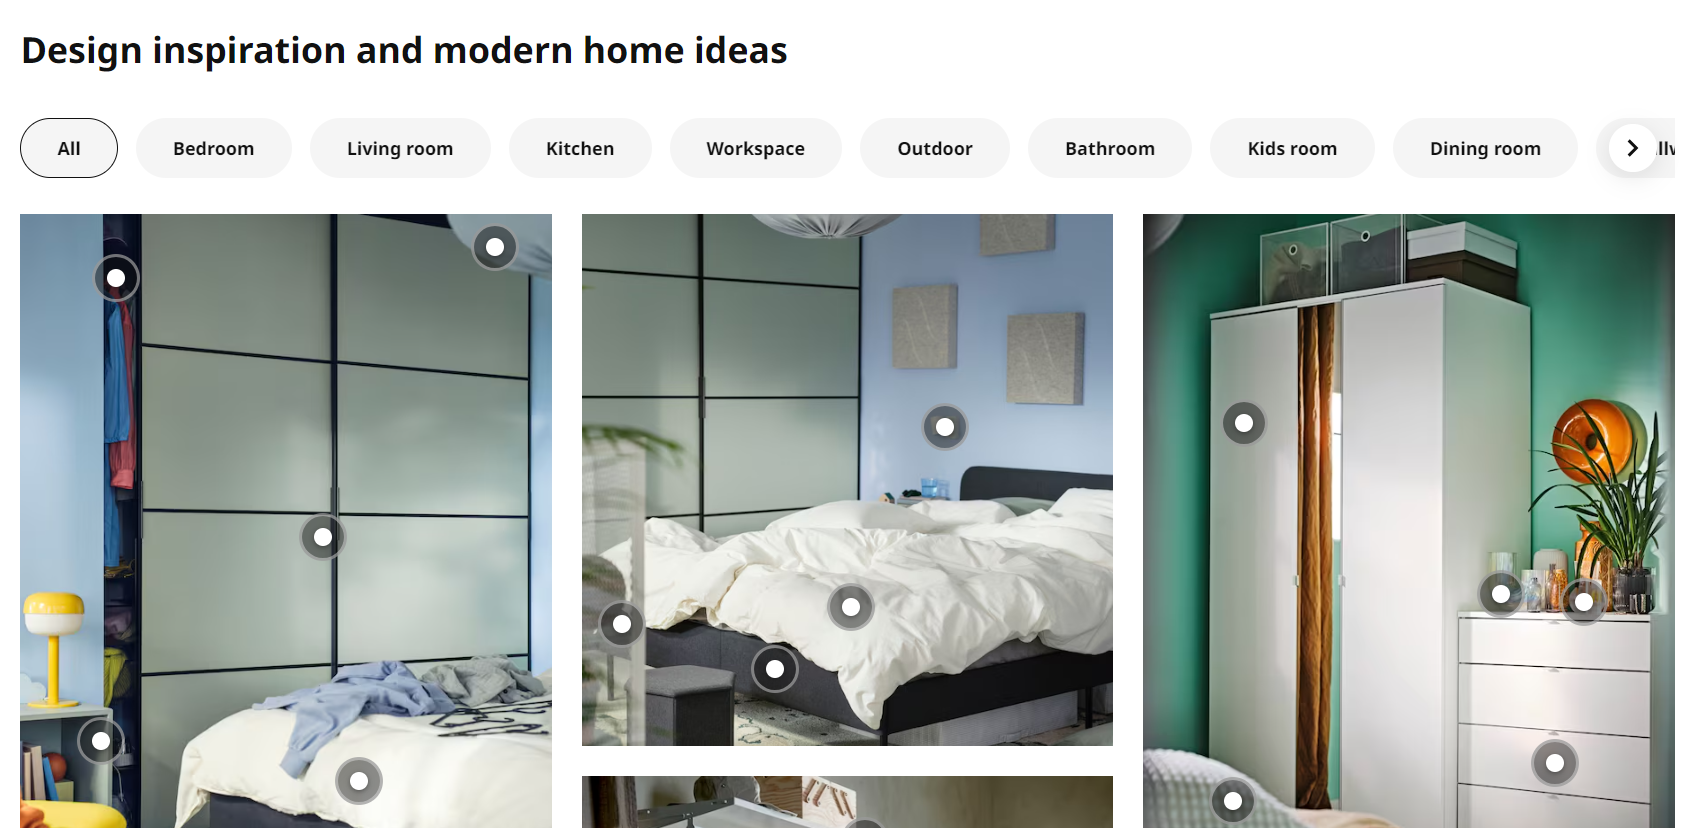 Design inspiration and modern home ideas
All Bedroom Living room Kitchen Workspace Outdoor Bathroom Kids room Dining room